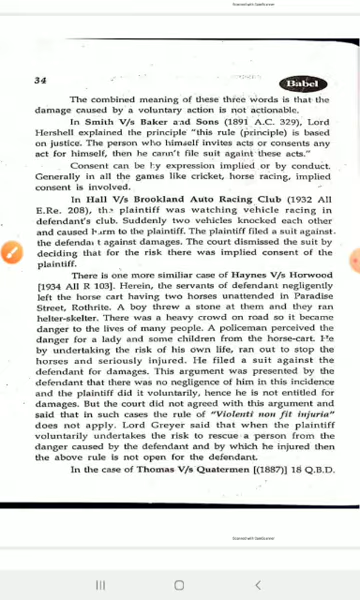 34
Babel
The combined meaning of these three words is that the
damage caused by a voluntary action is not actionable.
In Smith V/s Baker and Sons (1891 A.C. 329), Lord
Hershell explained the principle "this rule (principle) is based
on justice. The person who himself invites acts or consents any
act for himself, then he cann't file suit against these acts."
Consent can be by expression implied or by conduct.
Generally in all the games like cricket, horse racing, implied
consent is involved.
In Hall V/s Brookland Auto Racing Club (1932 All
E.Re. 208), the plaintiff was watching vehicle racing in
defendant's club. Suddenly two vehicles knocked each other
and caused harm to the plaintiff. The plaintiff filed a suit against
the defendant against damages. The court dismissed the suit by
deciding that for the risk there was implied consent of the
plaintiff.
There is one more similiar case of Haynes V/s Horwood
[1934 All R 103]. Herein, the servants of defendant negligently
left the horse cart having two horses unattended in Paradise
Street, Rothrite. A boy threw a stone at them and they ran
helter-skelter. There was a heavy crowd on road so it became
danger to the lives of many people. A policeman perceived the
danger for a lady and some children from the horse-cart. He
by undertaking the risk of his own life, ran out to stop the
horses and seriously injured. He filed a suit against the
defendant for damages. This argument was presented by the
defendant that there was no negligence of him in this incidence
and the plaintiff did it voluntarily, hence he is not entitled for
damages. But the court did not agreed with this argument and
said that in such cases the rule of "Violenti non fit injuria"
does not apply. Lord Greyer said that when the plaintiff
voluntarily undertakes the risk to rescue a person from the
danger caused by the defendant and by which he injured then
the above rule is not open for the defendant.
In the case of Thomas V/s Quatermen [(1887)] 18 Q.B.D.